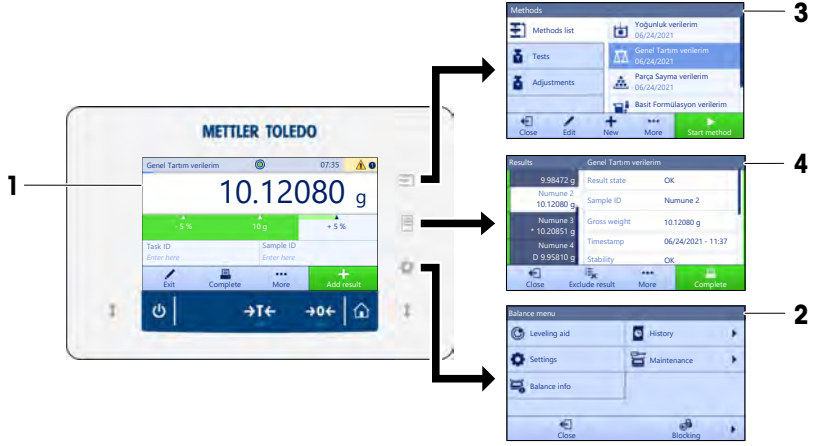 METTLER TOLEDO
1
Genel Tartım verilerim 07:35
10.12080 g
- 5 % 10 g + 5 %
Task ID Sample ID
Enter here Enter here
Exit Complete More Add result
→T← →0←
Methods
3
Methods list
Tests
Adjustments
Yoğunluk verilerim
06/24/2021
Genel Tartım verilerim
06/24/2021
Parça Sayma verilerim
06/24/2021
Basit Formülasyon verilerim
Close Edit New More Start method
Results Genel Tartım verilerim
4
9.98472 g
Numune 2
10.12080 g
Numune 3
* 10.20851 g
Numune 4
D 9.95810 g
Result state OK
Sample ID Numune 2
Gross weight 10.12080 g
Timestamp 06/24/2021 - 11:37
Stability OK
Close Exclude result More Complete
Balance menu
2
Leveling aid History
Settings Maintenance
Balance info
Close Blocking